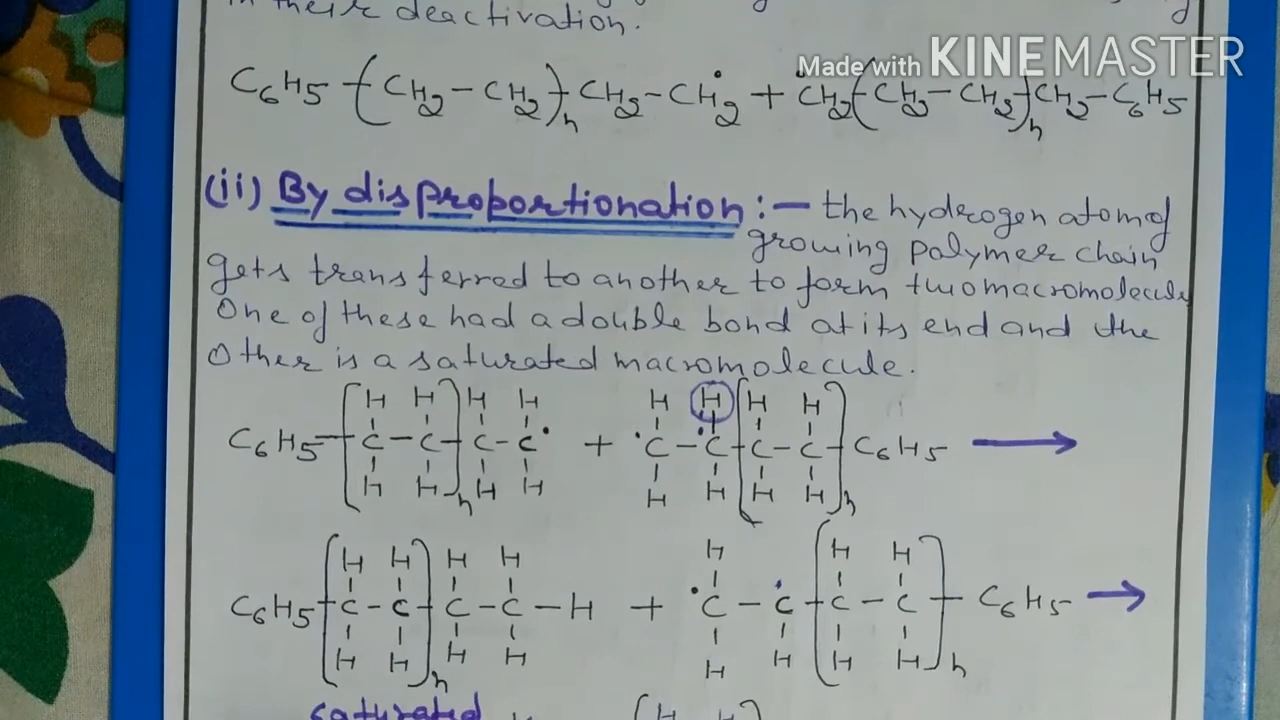 in their deactivation.
Made with KINEMASTER
C6H5-(CH2-CH2)n CH2-CH2• + •CH2(CH2-CH2)n CH2-C6H5
(ii) By disproportionation :- the hydrogen atom of
growing polymer chain
gets transferred to another to form two macromolecule
One of these had a double bond at its end and the
Other is a saturated macromolecule.
H H H H H H H H
C6H5-[C-C]n C-C• + •C-C•[C-C]n C6H5 →
H H H H H H H H
H H H H H H H
C6H5[C-C]n C-C-H + •C-C•[C-C]n-C6H5 →
H H H H H H H H
saturated
H H